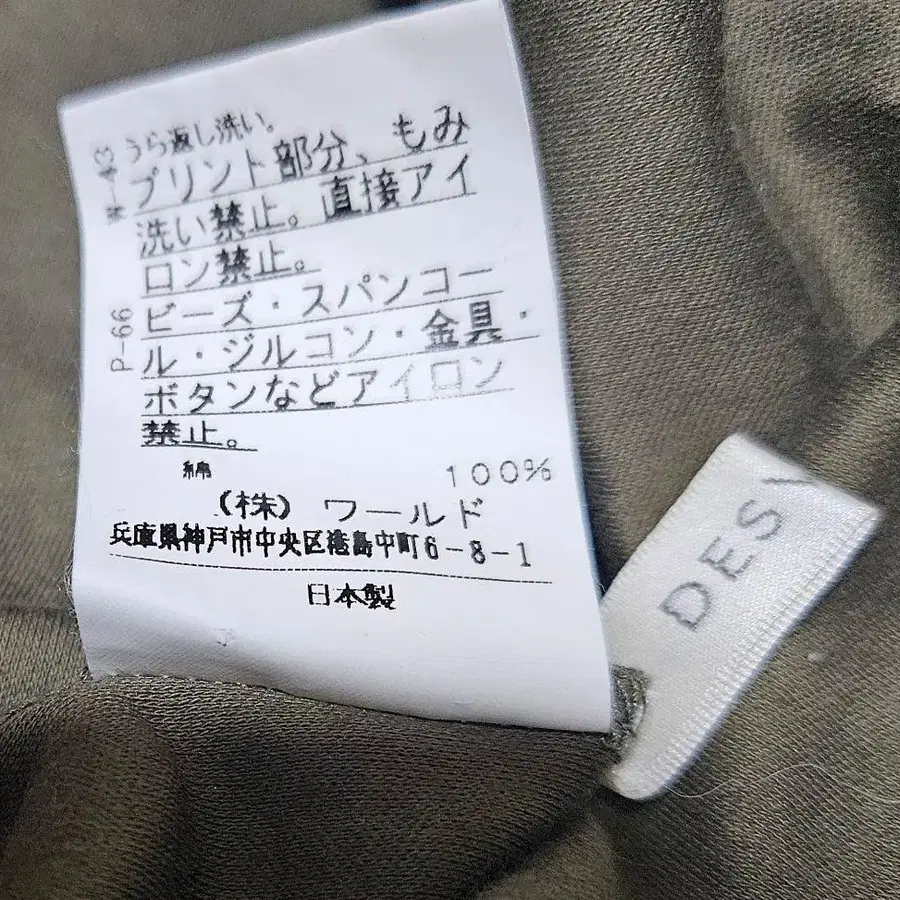 W-43 うら返し洗い。
プリント部分、もみ
洗い禁止。直接アイ
ロン禁止。
P-66 ビーズ・スパンコー
ル・ジルコン・金具・
ボタンなどアイロン
禁止。
綿 100%
(株) ワールド
兵庫県神戸市中央区港島中町6-8-1
日本製
DES